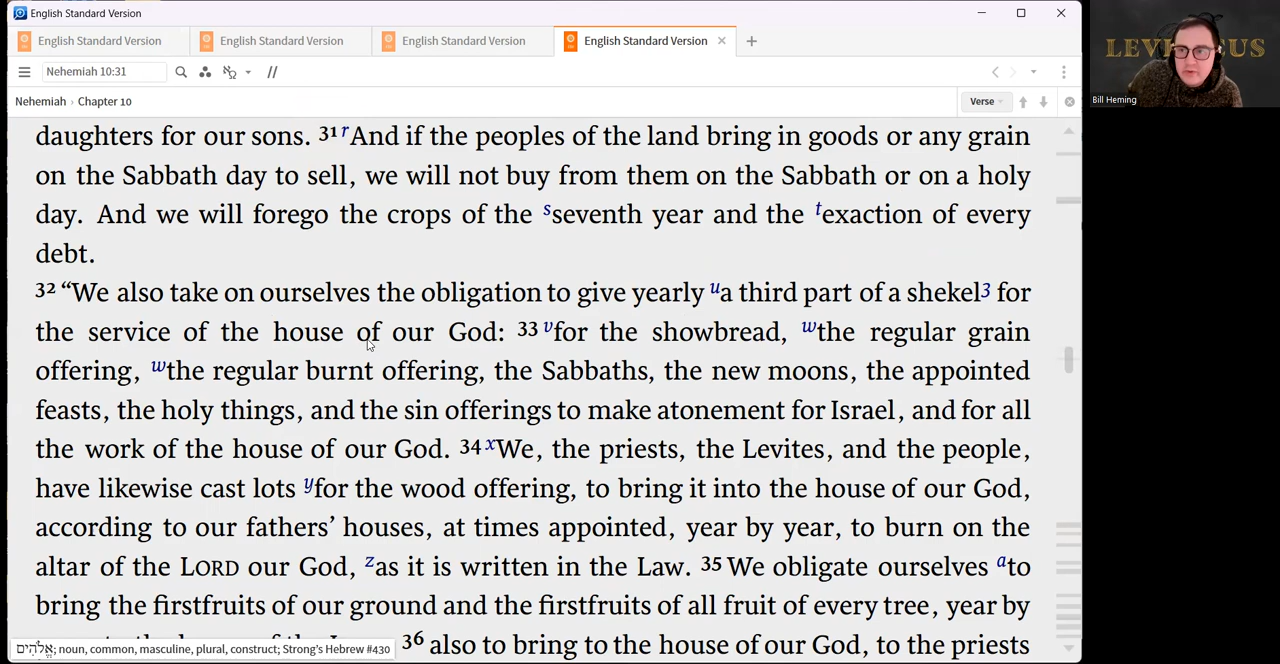 English Standard Version
English Standard Version
English Standard Version
English Standard Version
English Standard Version
Nehemiah 10:31
Nehemiah › Chapter 10
Verse
daughters for our sons. 31 r And if the peoples of the land bring in goods or any grain
on the Sabbath day to sell, we will not buy from them on the Sabbath or on a holy
day. And we will forego the crops of the s seventh year and the t exaction of every
debt.
32 “We also take on ourselves the obligation to give yearly u a third part of a shekel3 for
the service of the house of our God: 33 v for the showbread, w the regular grain
offering, w the regular burnt offering, the Sabbaths, the new moons, the appointed
feasts, the holy things, and the sin offerings to make atonement for Israel, and for all
the work of the house of our God. 34 x We, the priests, the Levites, and the people,
have likewise cast lots y for the wood offering, to bring it into the house of our God,
according to our fathers’ houses, at times appointed, year by year, to burn on the
altar of the LORD our God, z as it is written in the Law. 35 We obligate ourselves a to
bring the firstfruits of our ground and the firstfruits of all fruit of every tree, year by
36 also to bring to the house of our God, to the priests
אֱלֹהִים; noun, common, masculine, plural, construct; Strong's Hebrew #430
Bill Heming